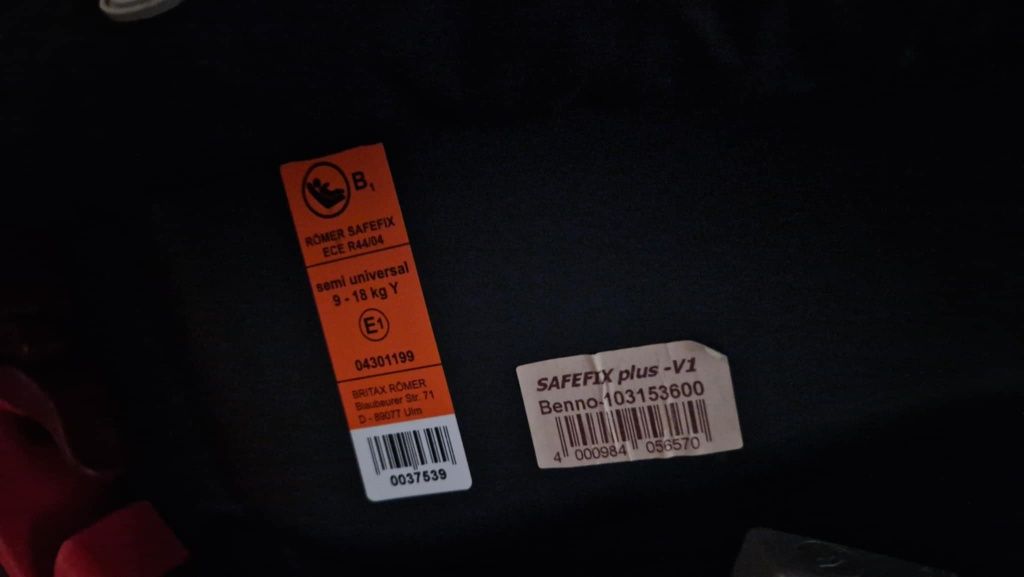 B1
RÖMER SAFEFIX
ECE R44/04
semi universal
9 - 18 kg Y
E1
04301199
BRITAX RÖMER
Blaubeurer Str. 71
D - 89077 Ulm
0037539
SAFEFIX plus -V1
Benno-103153600
4 000984 056570